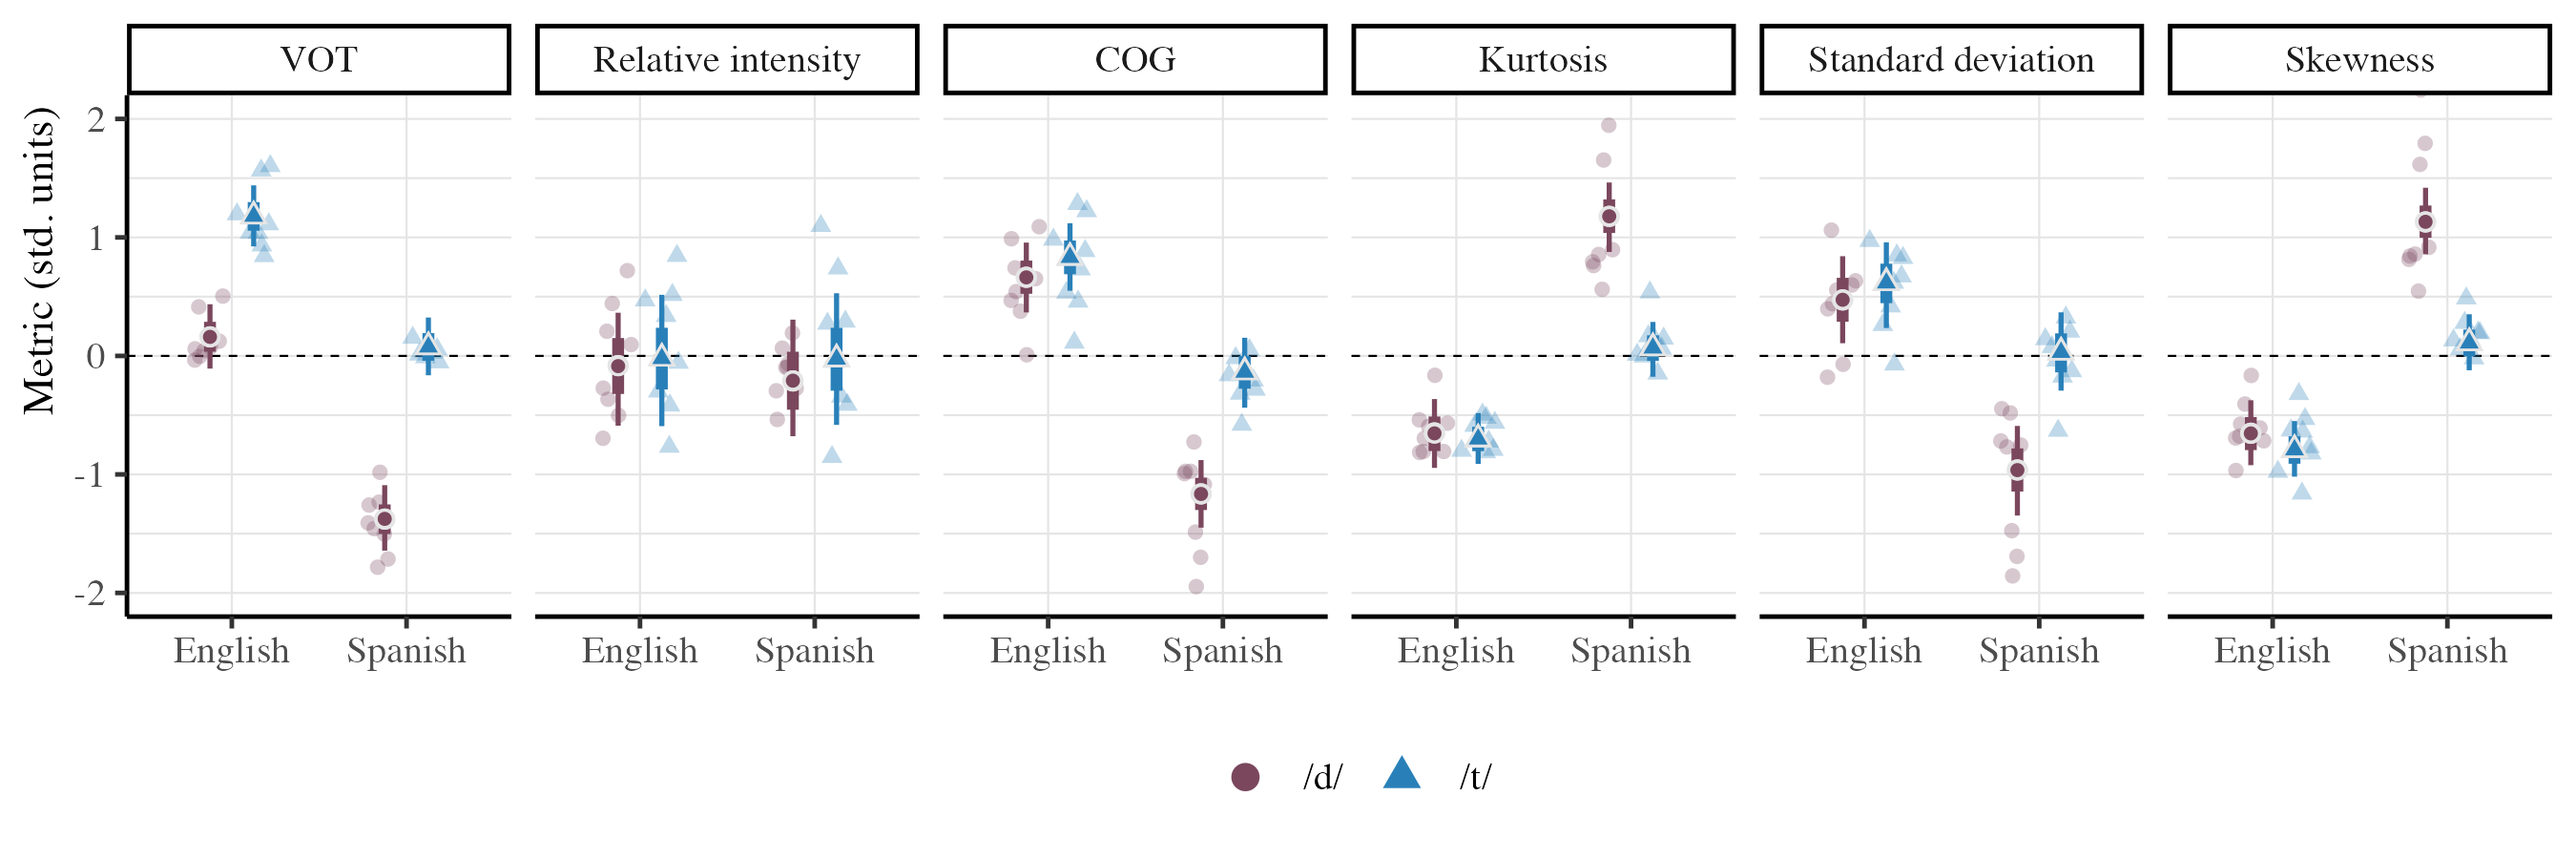 VOT Relative intensity COG Kurtosis Standard deviation Skewness
Metric (std. units)
2
1
0
-1
-2
English Spanish English Spanish English Spanish English Spanish English Spanish English Spanish
/d/ /t/